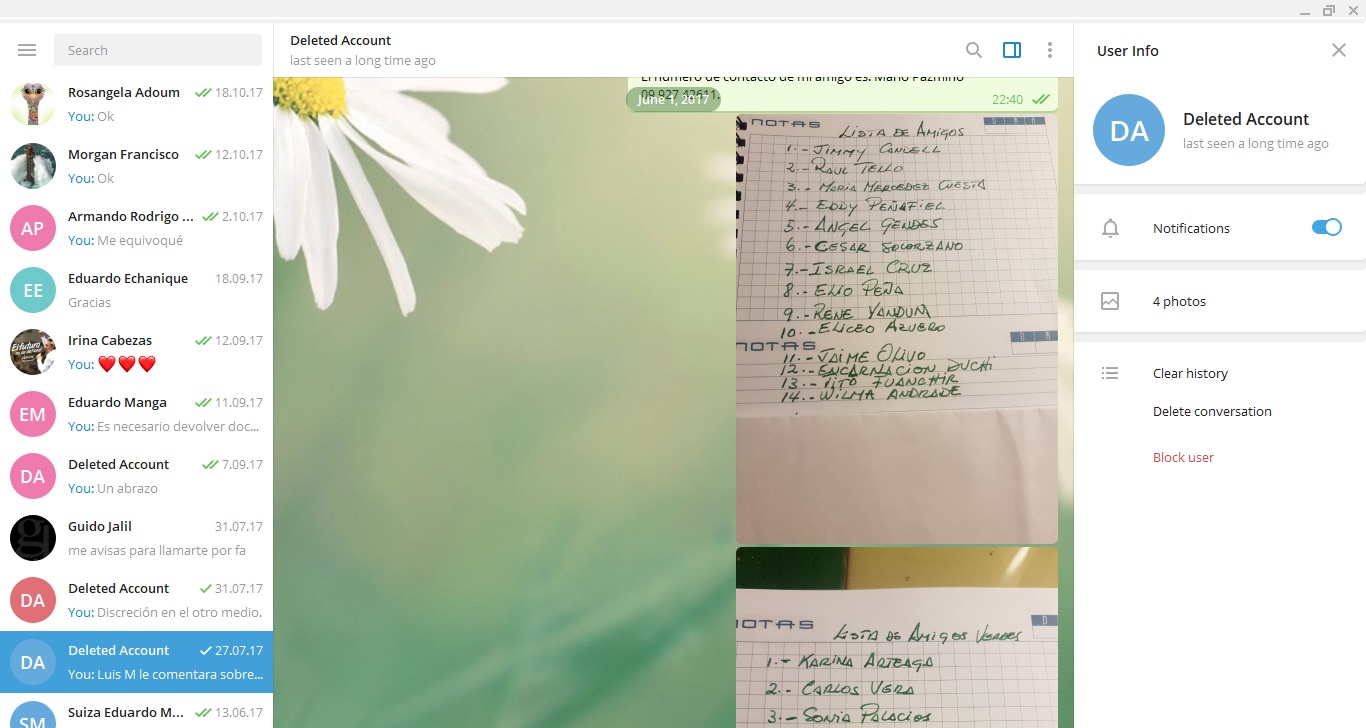 Search
Rosangela Adoum 18.10.17
You: Ok
Morgan Francisco 12.10.17
You: Ok
AP
Armando Rodrigo ... 2.10.17
You: Me equivoqué
EE
Eduardo Echanique 18.09.17
Gracias
Irina Cabezas 12.09.17
You: ❤️❤️❤️
EM
Eduardo Manga 11.09.17
You: Es necesario devolver doc...
DA
Deleted Account 7.09.17
You: Un abrazo
Guido Jalil 31.07.17
me avisas para llamarte por fa
DA
Deleted Account 31.07.17
You: Discreción en el otro medio.
DA
Deleted Account 27.07.17
You: Luis M le comentara sobre...
SM
Suiza Eduardo M... 13.06.17
Deleted Account
last seen a long time ago
El número de contacto de mi amigo es: Mario Pazmiño
June 1, 2017
22:40
NOTAS
LISTA DE AMIGOS
1.- JIMMY
2.- RAUL TELLO
3.- MARIA MERCEDEZ CUESTA
4.- EDDY PEÑAFIEL
5.- ANGEL GENDES
6.- CESAR SOLORZANO
7.- ISRAEL CRUZ
8.- ELIO PEÑA
9.- RENE YANDUN
10.- ELICEO AZUERO
NOTAS
11.- JAIME OLIVO
12.- ENCARNACION DUCHI
13.- TITO
14.- WILMA ANDRADE
NOTAS
LISTA DE AMIGOS VERDES
1.- KARINA ARTEAGA
2.- CARLOS VERA
3.- SONIA PALACIOS
User Info
DA
Deleted Account
last seen a long time ago
Notifications
4 photos
Clear history
Delete conversation
Block user